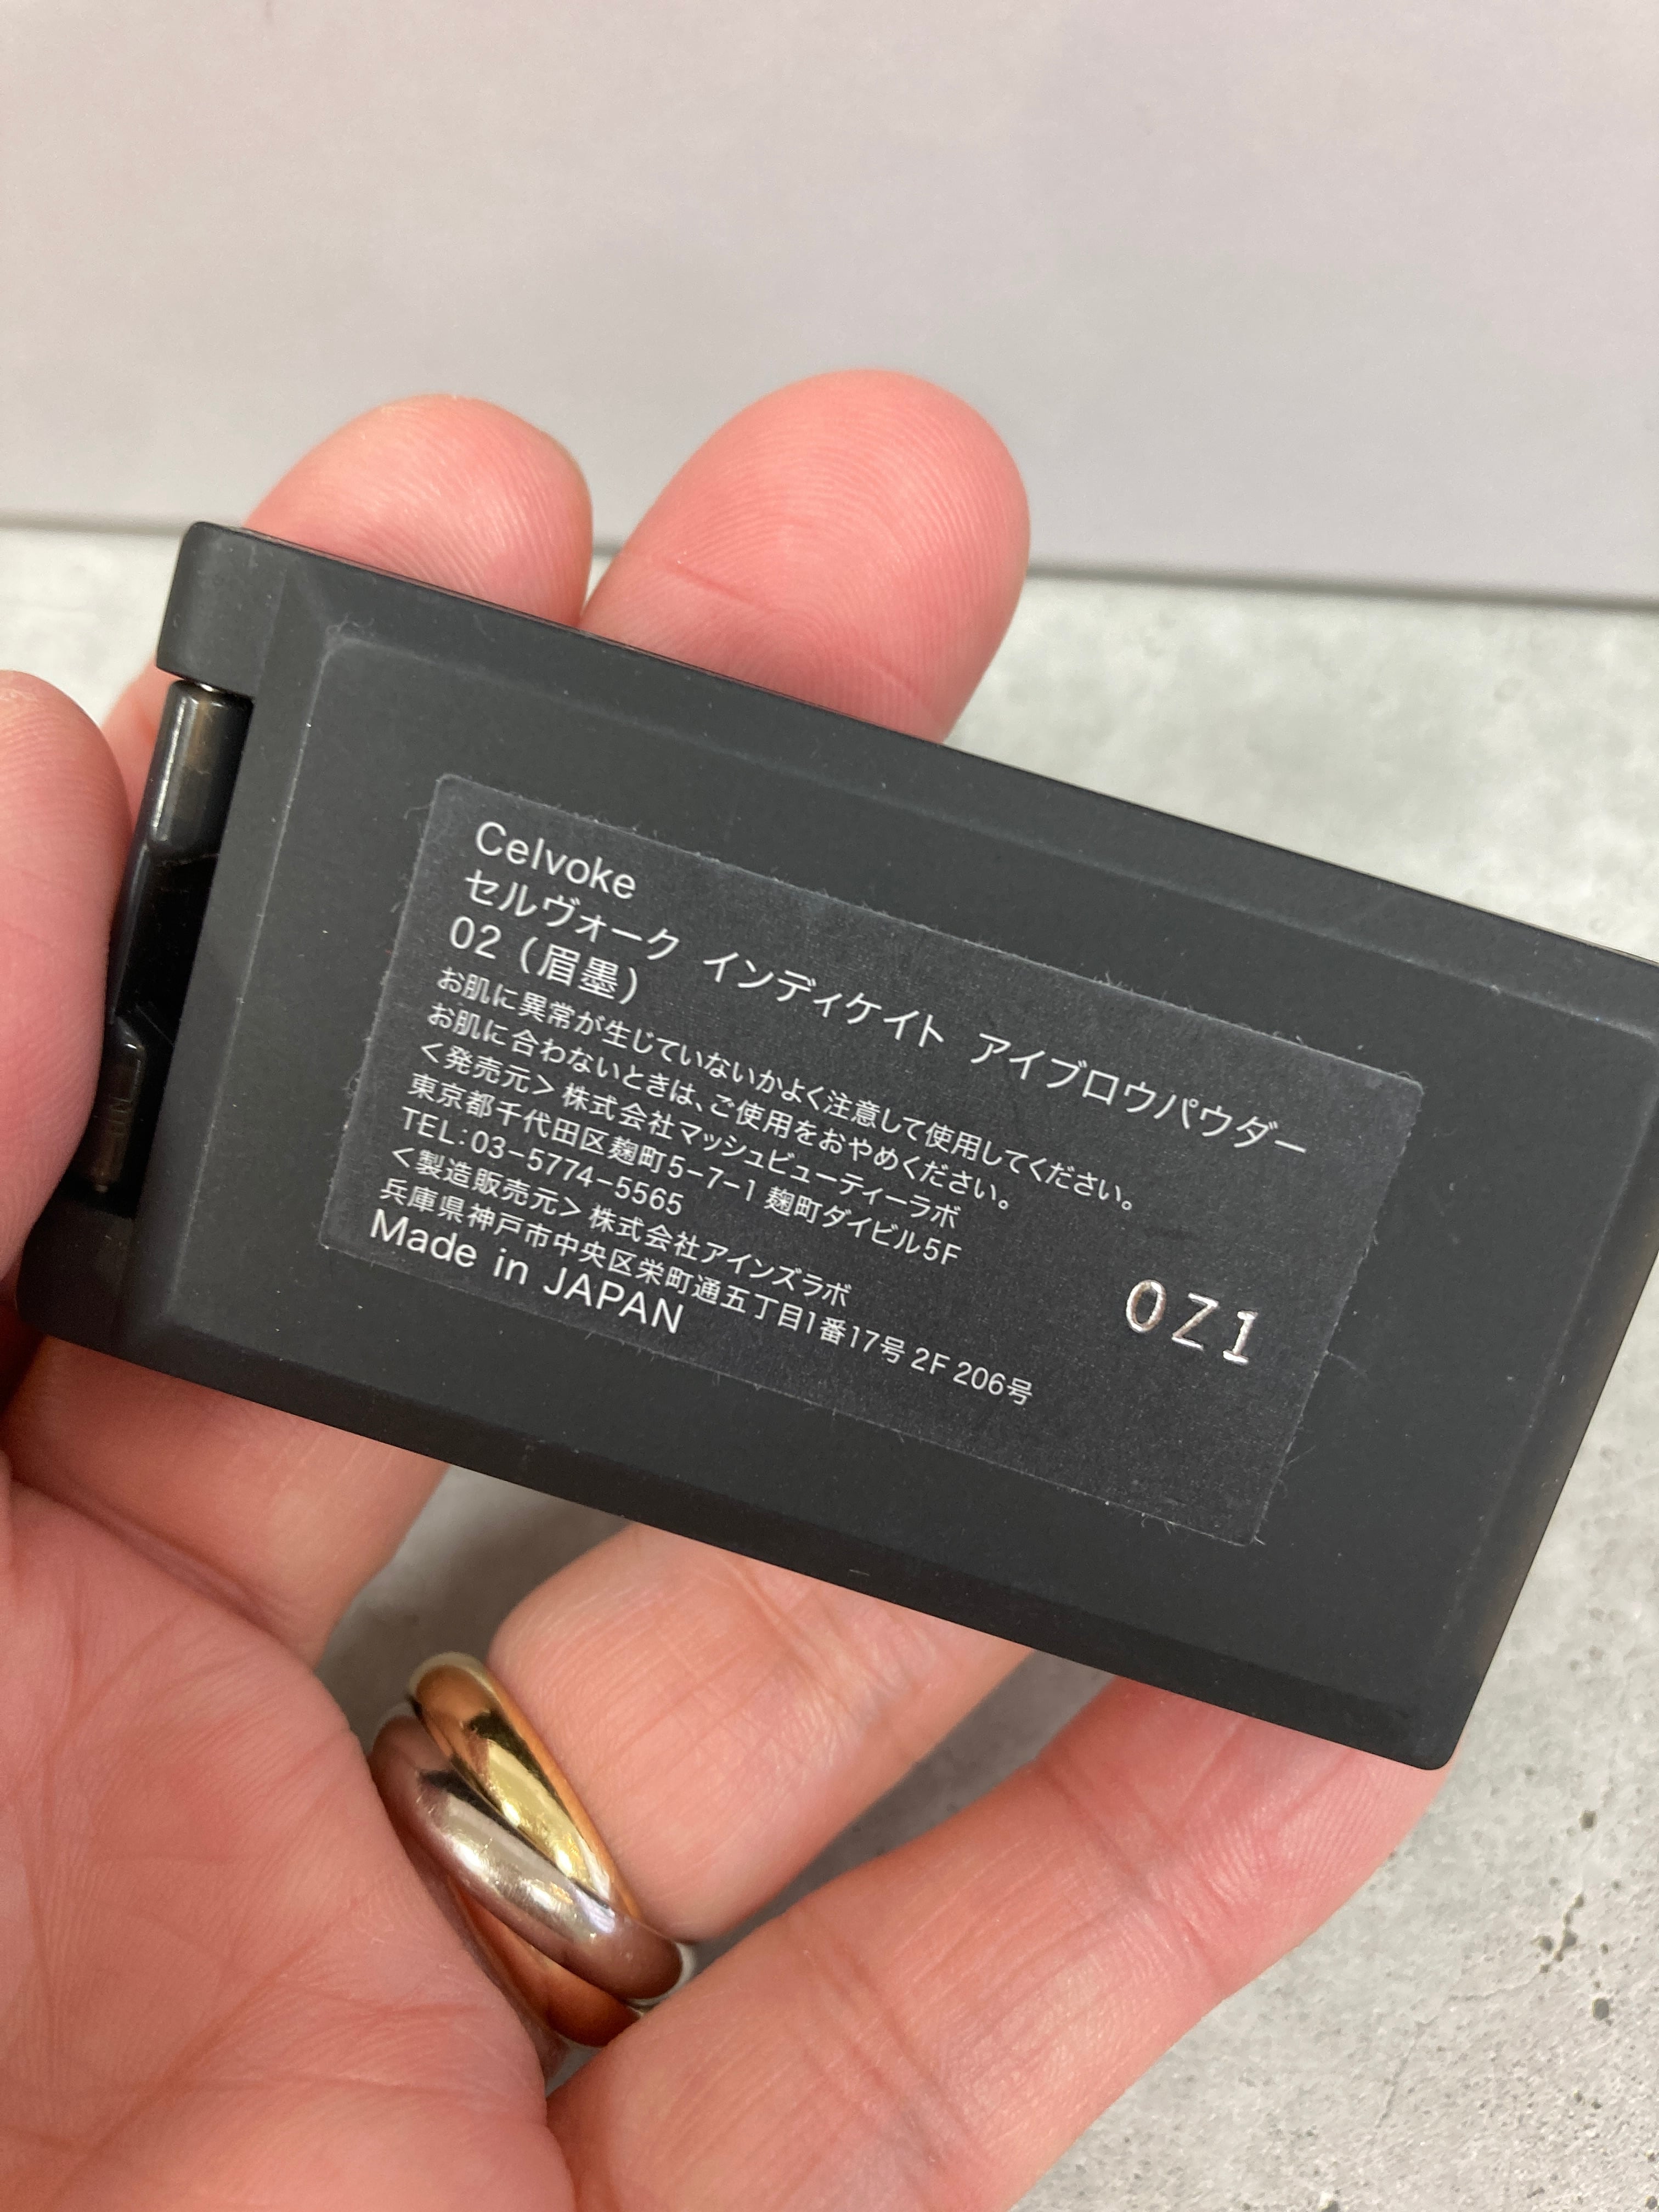 Celvoke
セルヴォーク インディケイト アイブロウパウダー
02（眉墨）
お肌に異常が生じていないかよく注意して使用してください。
お肌に合わないときは、ご使用をおやめください。
＜発売元＞株式会社マッシュビューティーラボ
東京都千代田区麹町5-7-1 麹町ダイビル5F
TEL:03-5774-5565
＜製造販売元＞株式会社アインズラボ
兵庫県神戸市中央区栄町通五丁目1番17号 2F 206号
Made in JAPAN
0Z1